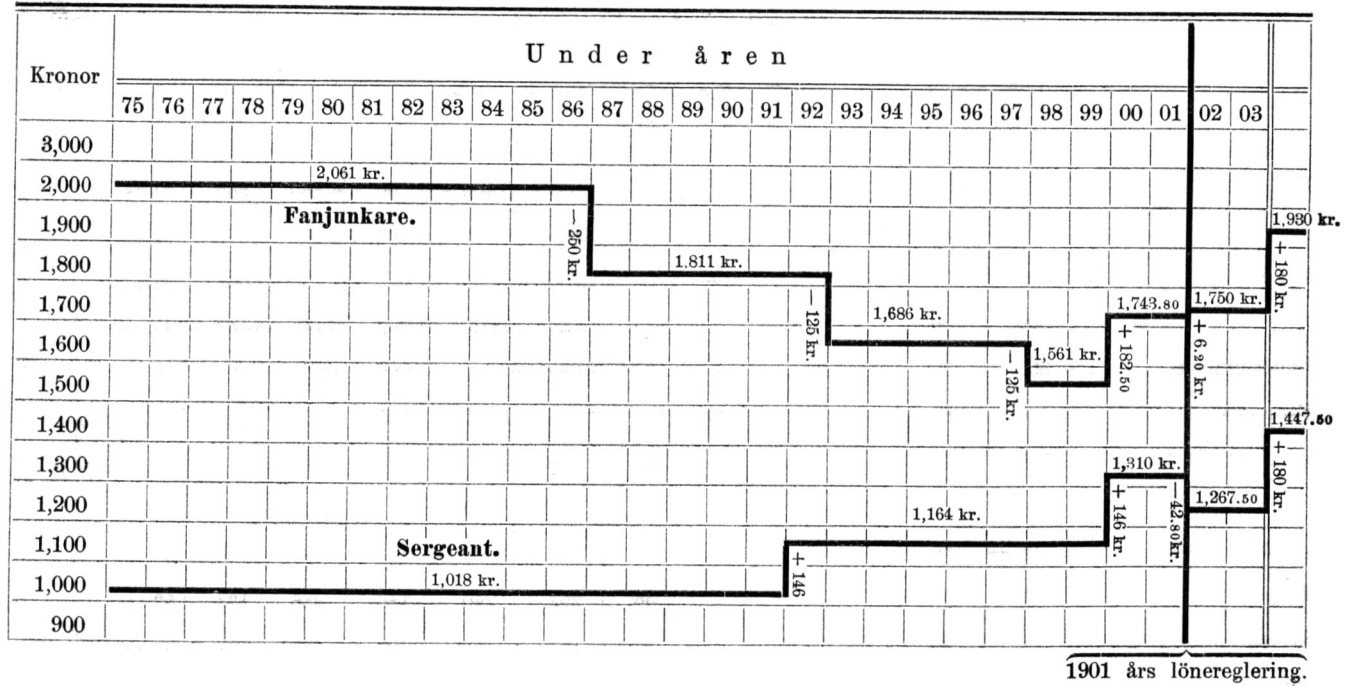 Under åren
Kronor
75 76 77 78 79 80 81 82 83 84 85 86 87 88 89 90 91 92 93 94 95 96 97 98 99 00 01 02 03
3,000
2,061 kr.
2,000
Fanjunkare.
1,930 kr.
1,900
— 250 kr.
+ 180 kr.
1,811 kr.
1,800
1,743.80
1,750 kr.
1,700
— 125 kr.
1,686 kr.
+ 182.50
+ 6.20 kr.
1,600
— 125 kr.
1,561 kr.
1,500
1,447.50
1,400
+ 180 kr.
1,310 kr.
1,300
+ 146 kr.
— 42.80 kr.
1,267.50
1,200
1,164 kr.
1,100
Sergeant.
+ 146
1,018 kr.
1,000
900
1901 års lönereglering.